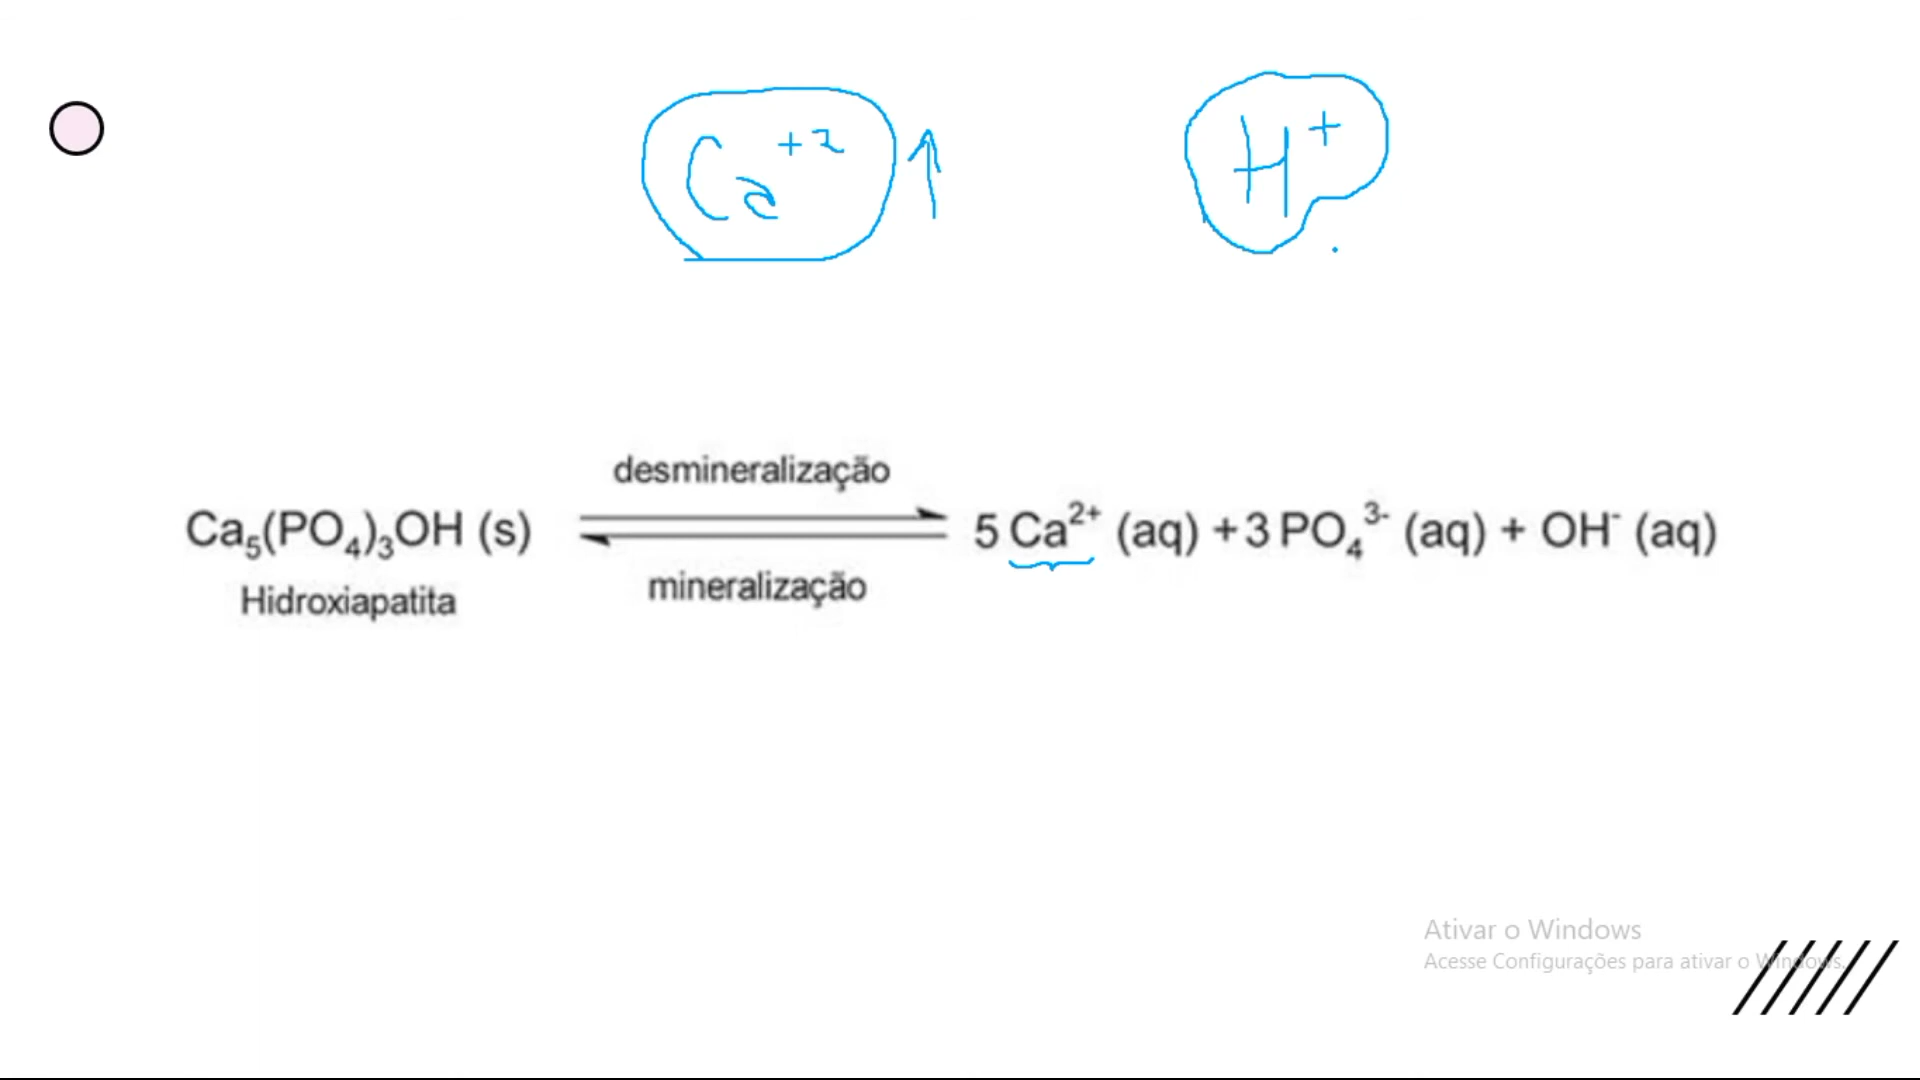 Ca+2 ↑ H+
desmineralização
Ca₅(PO₄)₃OH (s) ⇌ 5 Ca²⁺ (aq) + 3 PO₄³⁻ (aq) + OH⁻ (aq)
mineralização
Hidroxiapatita
Ativar o Windows
Acesse Configurações para ativar o Windows.